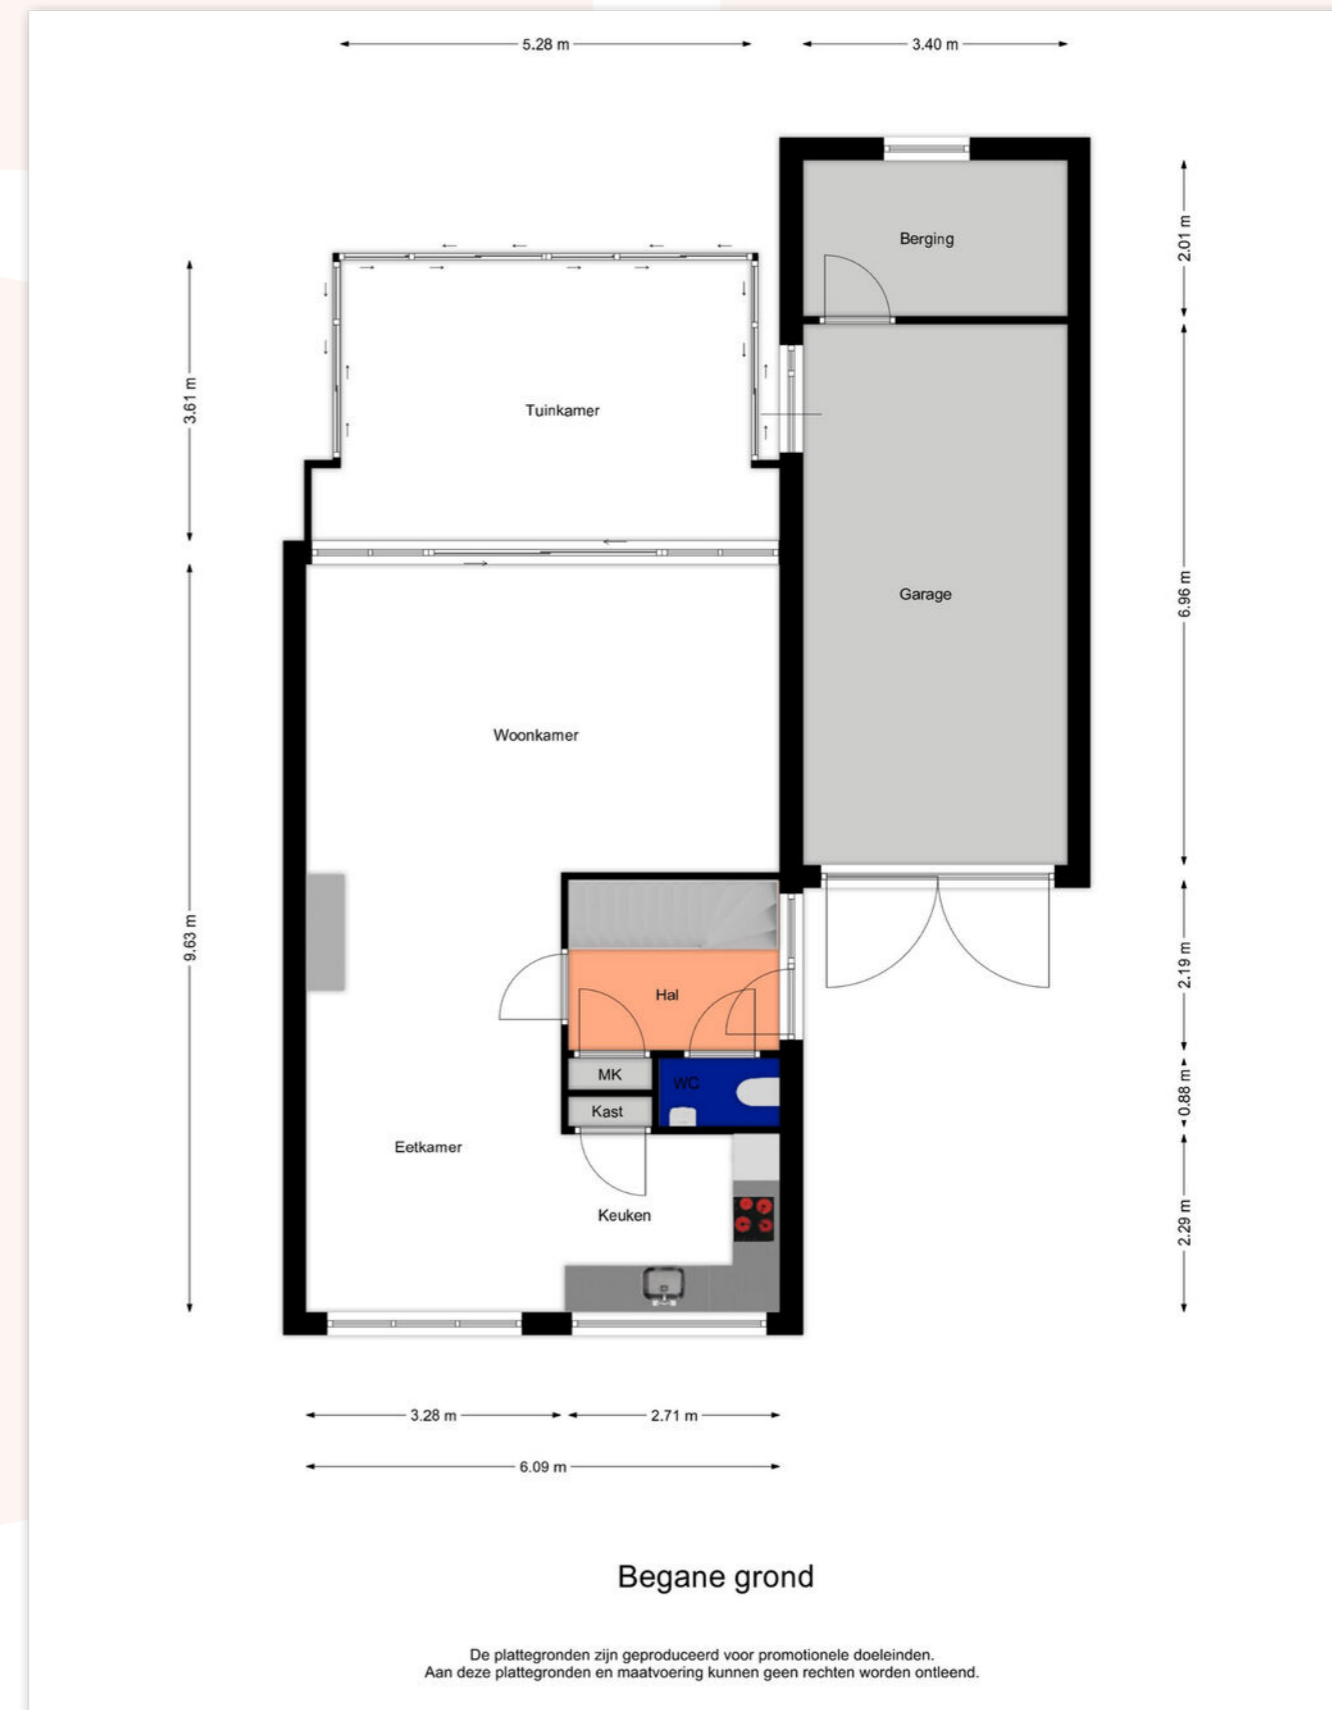 5.28 m
3.40 m
Berging
2.01 m
3.61 m
Tuinkamer
6.96 m
Garage
Woonkamer
9.63 m
2.19 m
Hal
MK
WC
0.88 m
Kast
Eetkamer
Keuken
2.29 m
3.28 m
2.71 m
6.09 m
Begane grond
De plattegronden zijn geproduceerd voor promotionele doeleinden.
Aan deze plattegronden en maatvoering kunnen geen rechten worden ontleend.